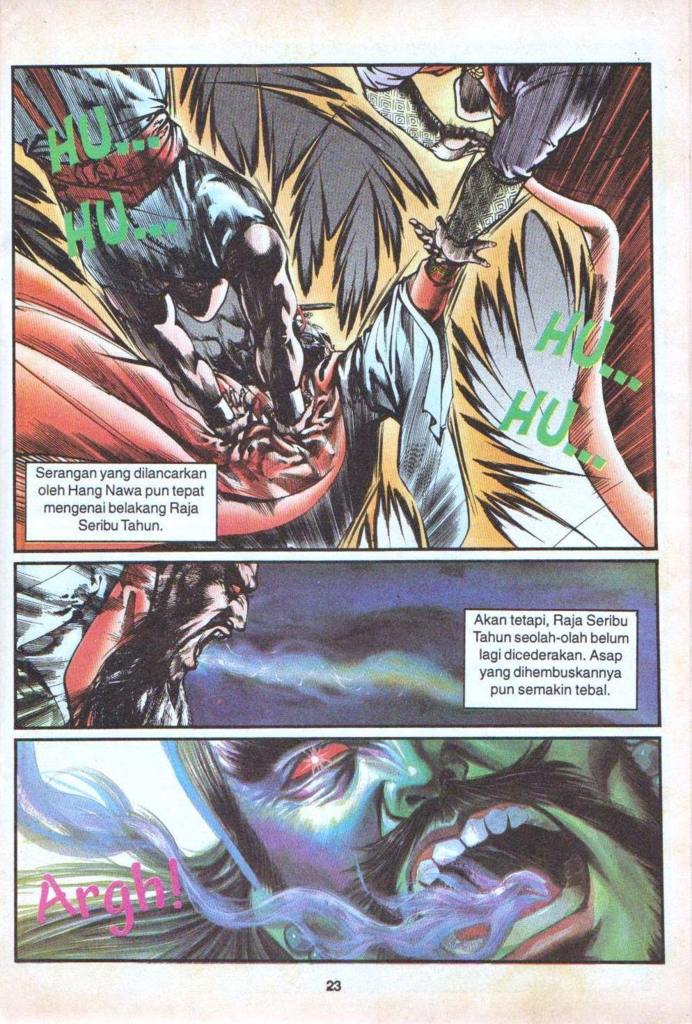 HU...
HU...
HU...
HU...
Serangan yang dilancarkan
oleh Hang Nawa pun tepat
mengenai belakang Raja
Seribu Tahun.
Akan tetapi, Raja Seribu
Tahun seolah-olah belum
lagi dicederakan. Asap
yang dihembuskannya
pun semakin tebal.
Argh!
23